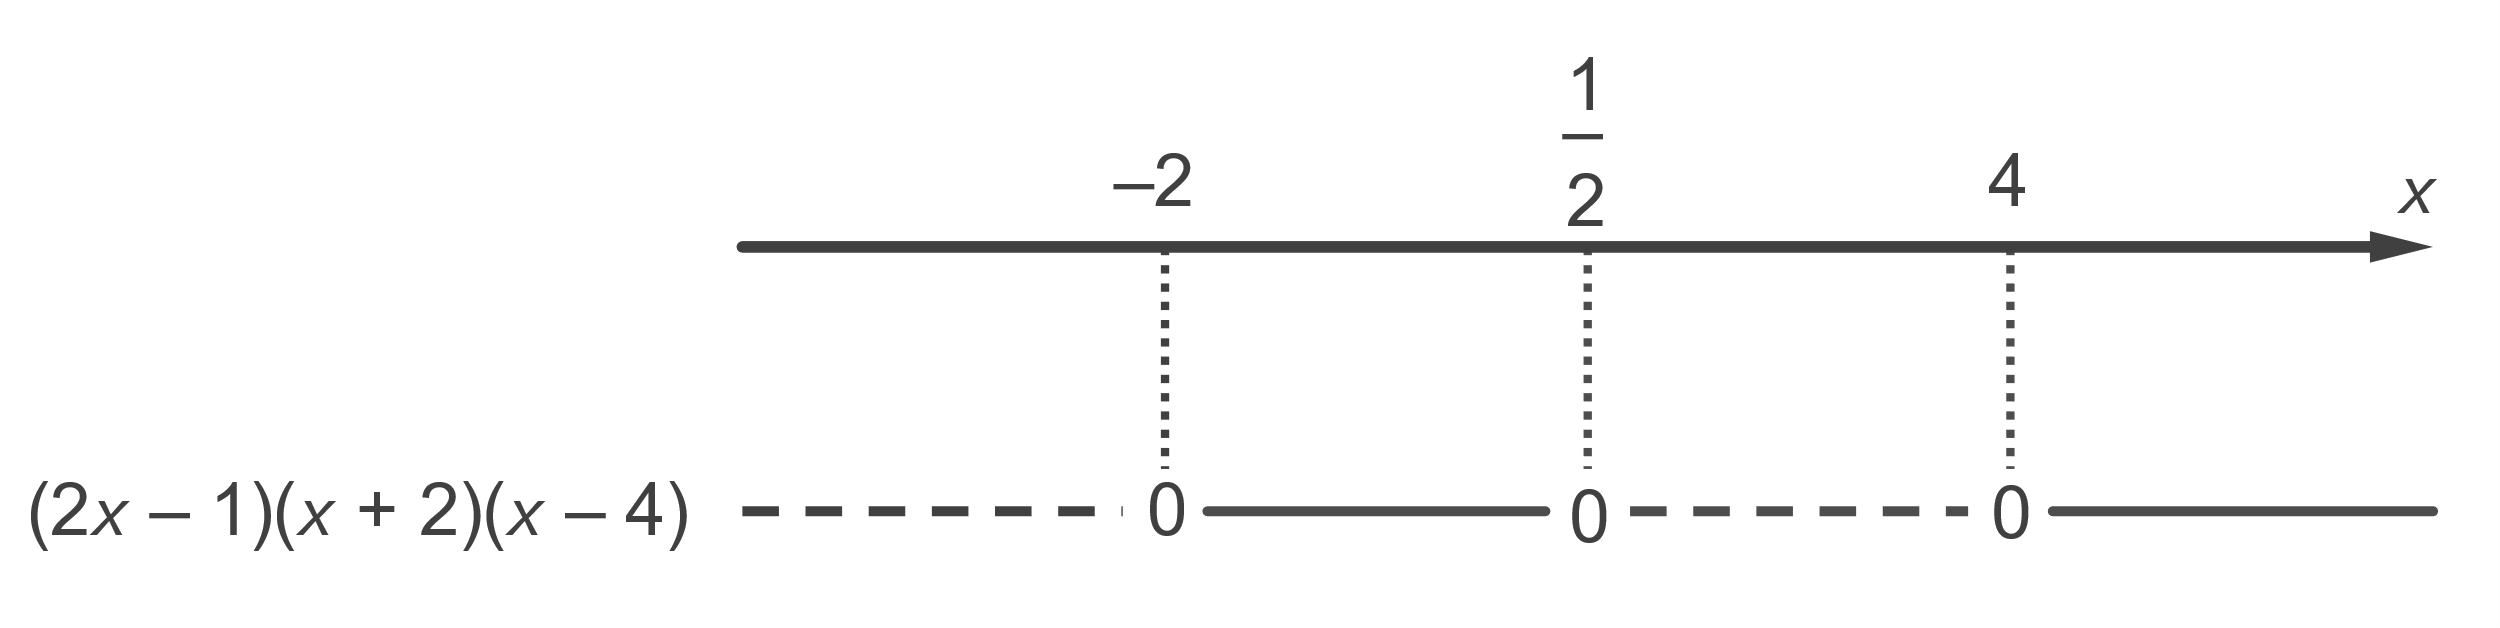 –2 1/2 4 x
(2x – 1)(x + 2)(x – 4) 0 0 0